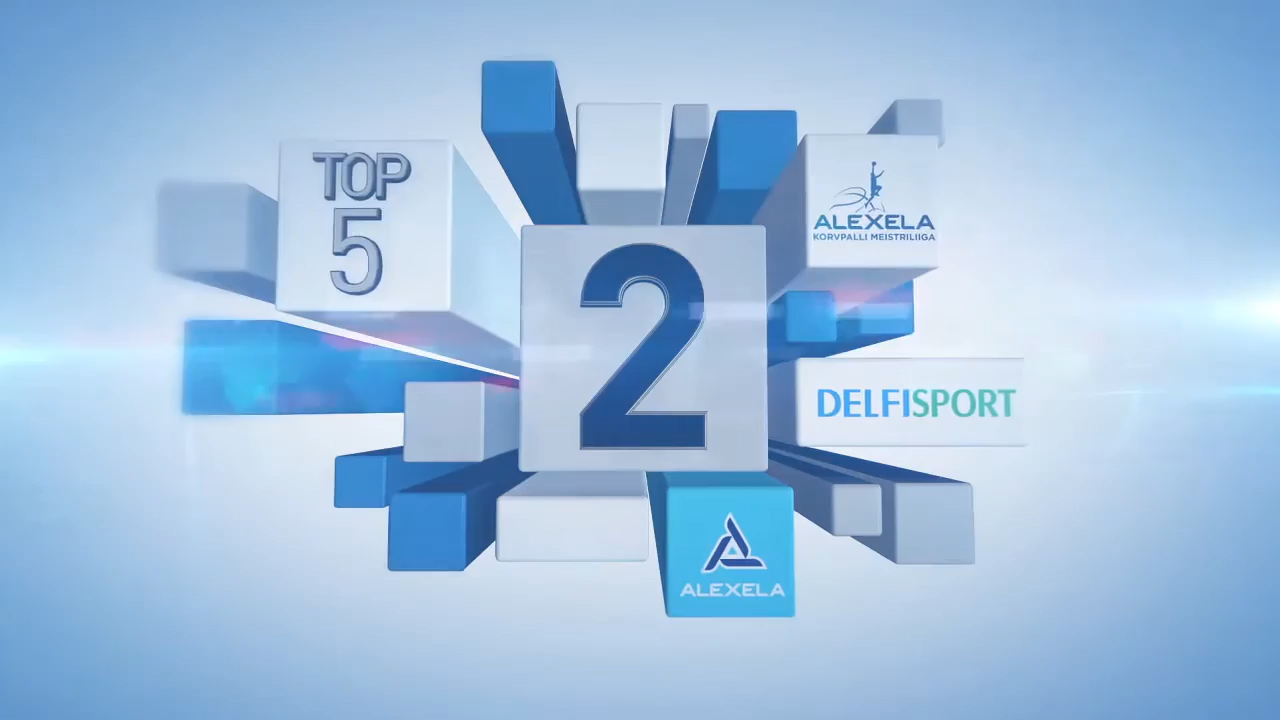 TOP
5
2
ALEXELA
KORVPALLI MEISTRILIIGA
DELFISPORT
ALEXELA